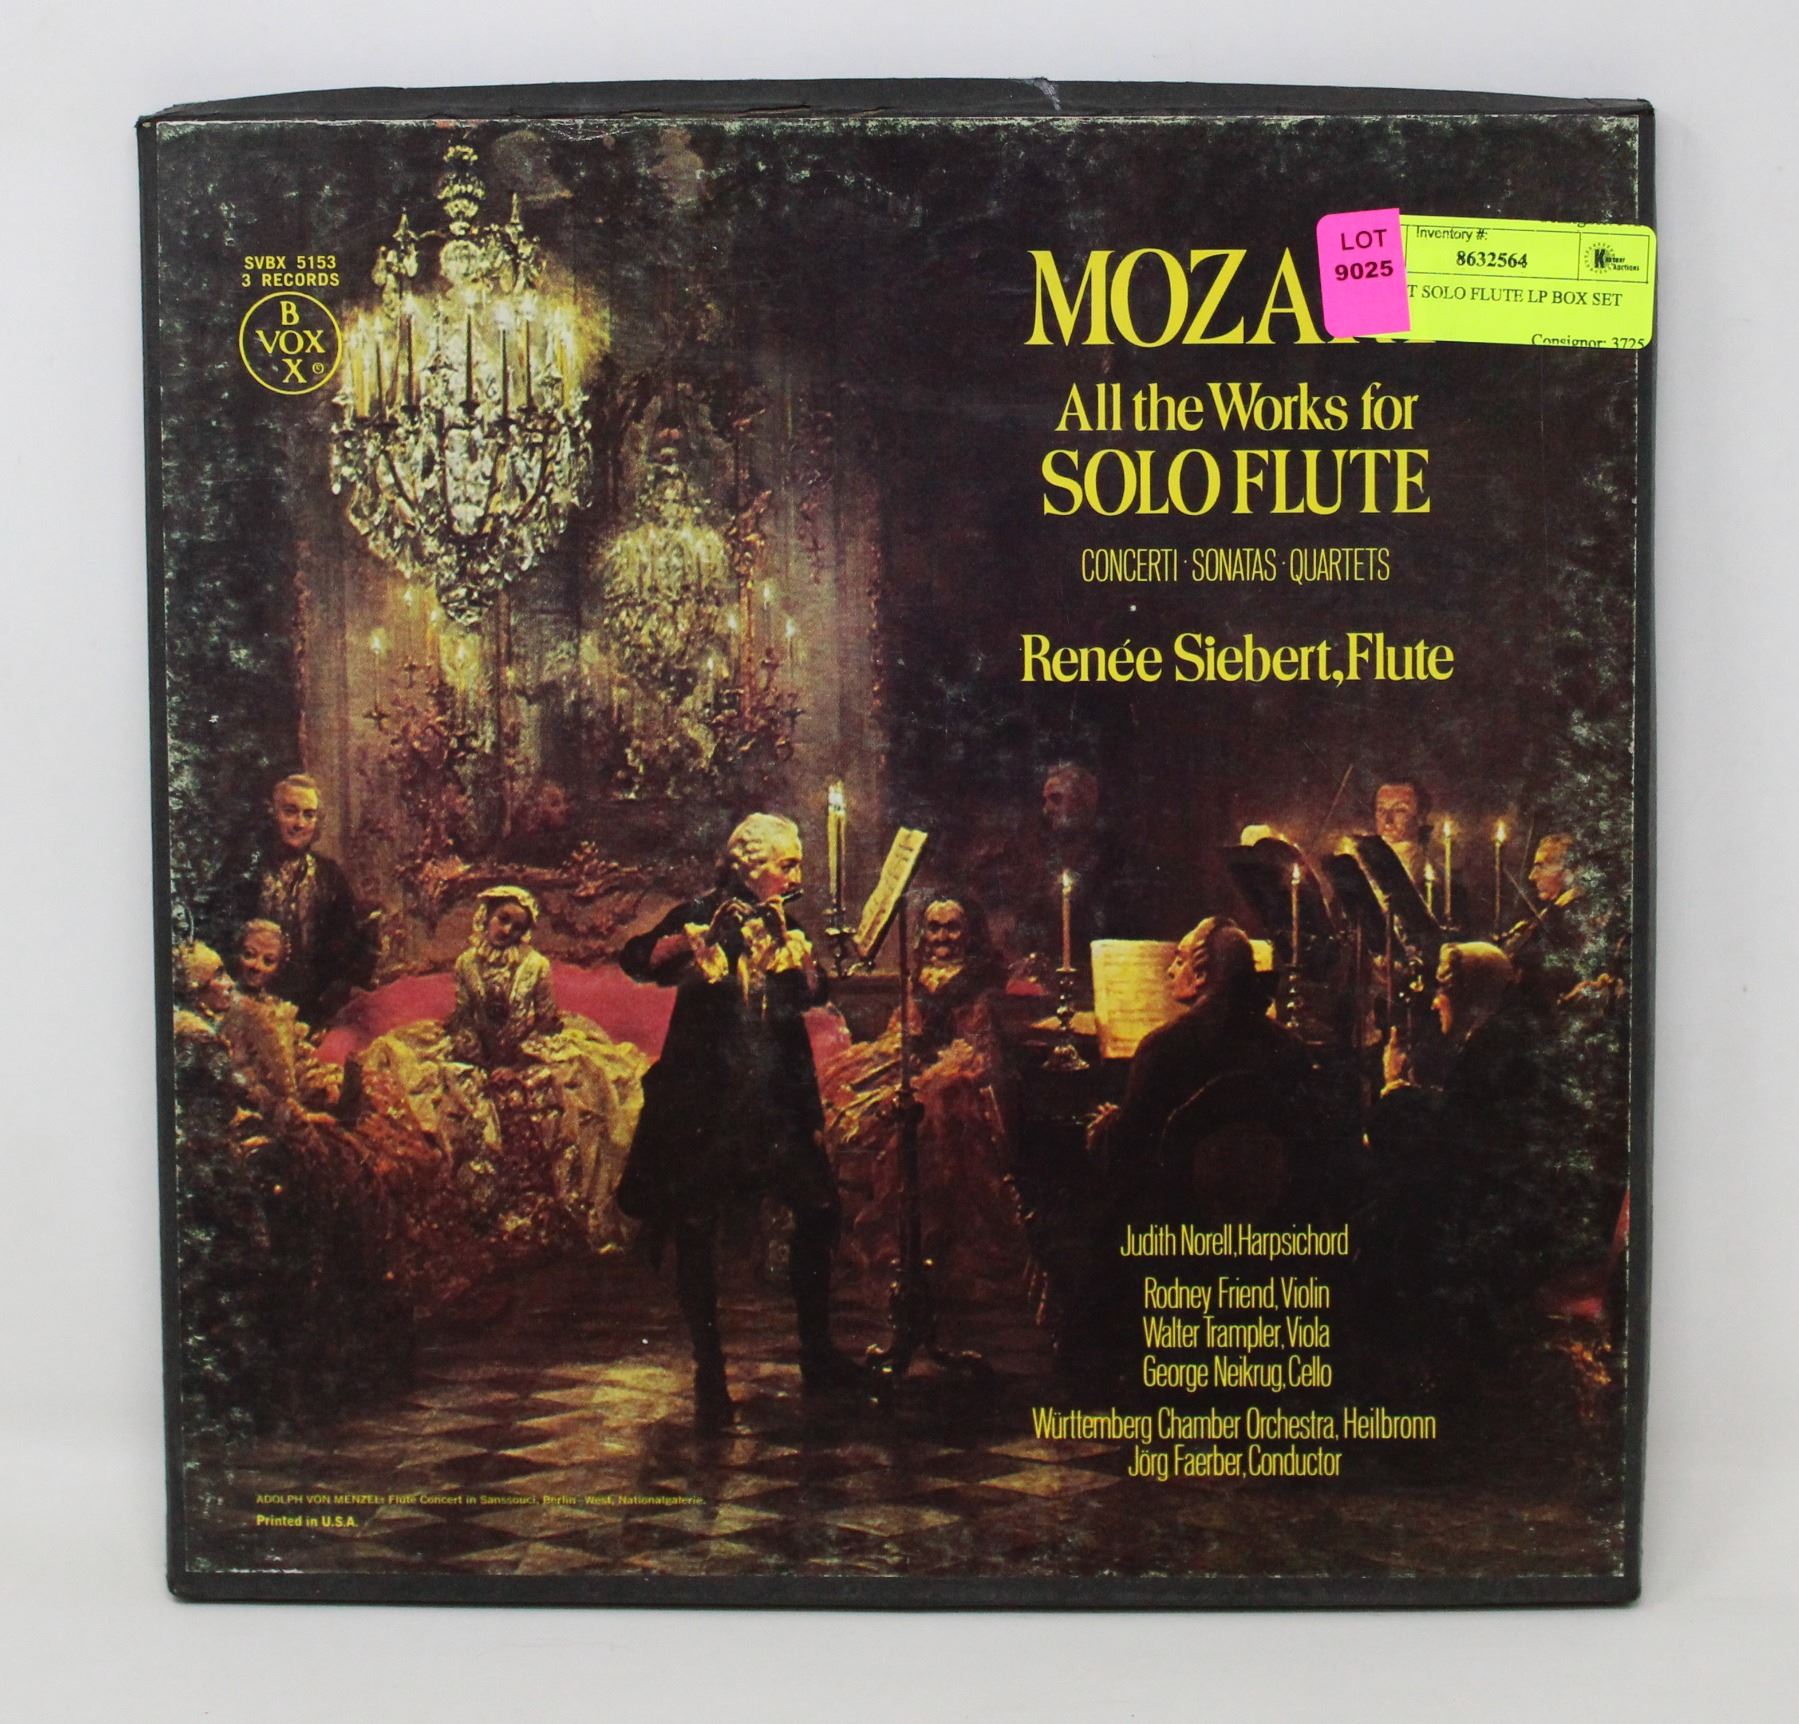 SVBX 5153
3 RECORDS
B
VOX
X
MOZA
LOT
9025
Inventory #:
8632564
T SOLO FLUTE LP BOX SET
Consignor: 3725
All the Works for
SOLO FLUTE
CONCERTI · SONATAS · QUARTETS
Renée Siebert, Flute
Judith Norell, Harpsichord
Rodney Friend, Violin
Walter Trampler, Viola
George Neikrug, Cello
Württemberg Chamber Orchestra, Heilbronn
Jörg Faerber, Conductor
ADOLPH VON MENZEL: Flute Concert in Sanssouci, Berlin-West, Nationalgalerie.
Printed in U.S.A.